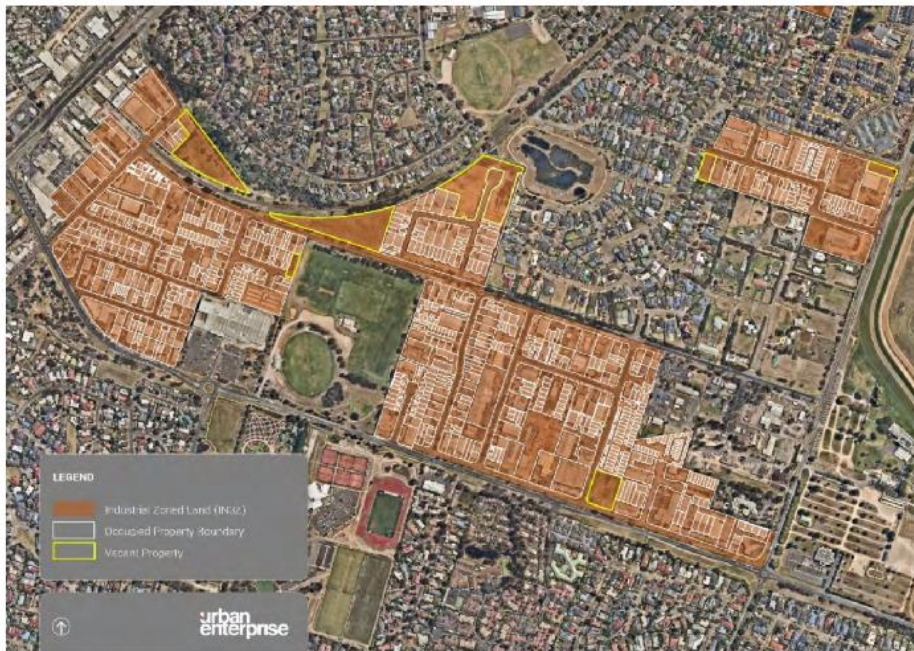 LEGEND
Industrial Zoned Land (IN3Z)
Occupied Property Boundary
Vacant Property
urban
enterprise